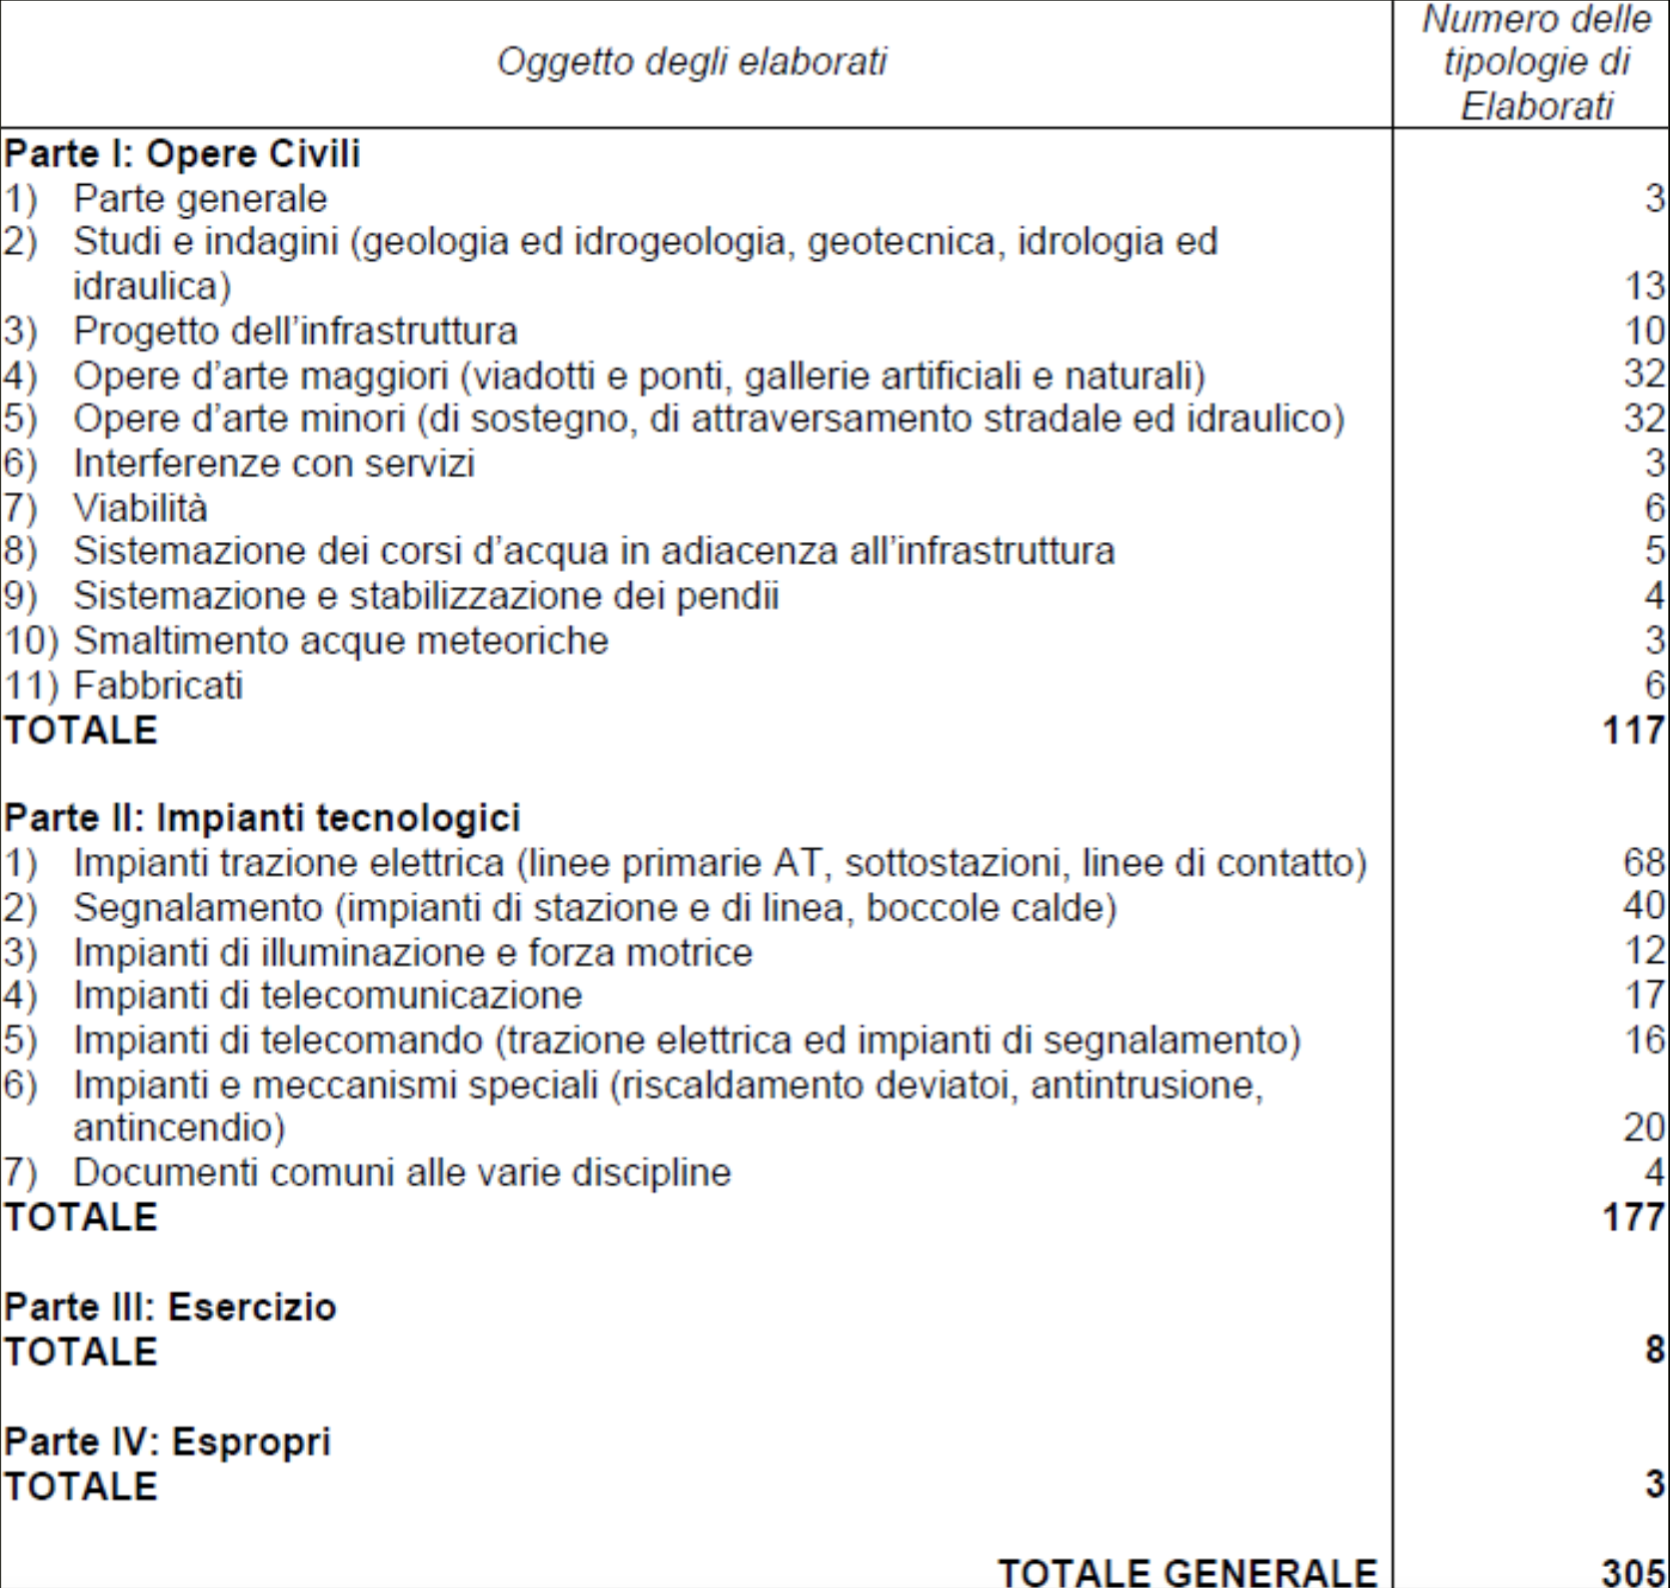 Oggetto degli elaborati
Numero delle
tipologie di
Elaborati
Parte I: Opere Civili
1) Parte generale 3
2) Studi e indagini (geologia ed idrogeologia, geotecnica, idrologia ed
idraulica) 13
3) Progetto dell'infrastruttura 10
4) Opere d'arte maggiori (viadotti e ponti, gallerie artificiali e naturali) 32
5) Opere d'arte minori (di sostegno, di attraversamento stradale ed idraulico) 32
6) Interferenze con servizi 3
7) Viabilità 6
8) Sistemazione dei corsi d'acqua in adiacenza all'infrastruttura 5
9) Sistemazione e stabilizzazione dei pendii 4
10) Smaltimento acque meteoriche 3
11) Fabbricati 6
TOTALE 117
Parte II: Impianti tecnologici
1) Impianti trazione elettrica (linee primarie AT, sottostazioni, linee di contatto) 68
2) Segnalamento (impianti di stazione e di linea, boccole calde) 40
3) Impianti di illuminazione e forza motrice 12
4) Impianti di telecomunicazione 17
5) Impianti di telecomando (trazione elettrica ed impianti di segnalamento) 16
6) Impianti e meccanismi speciali (riscaldamento deviatoi, antintrusione,
antincendio) 20
7) Documenti comuni alle varie discipline 4
TOTALE 177
Parte III: Esercizio
TOTALE 8
Parte IV: Espropri
TOTALE 3
TOTALE GENERALE 305